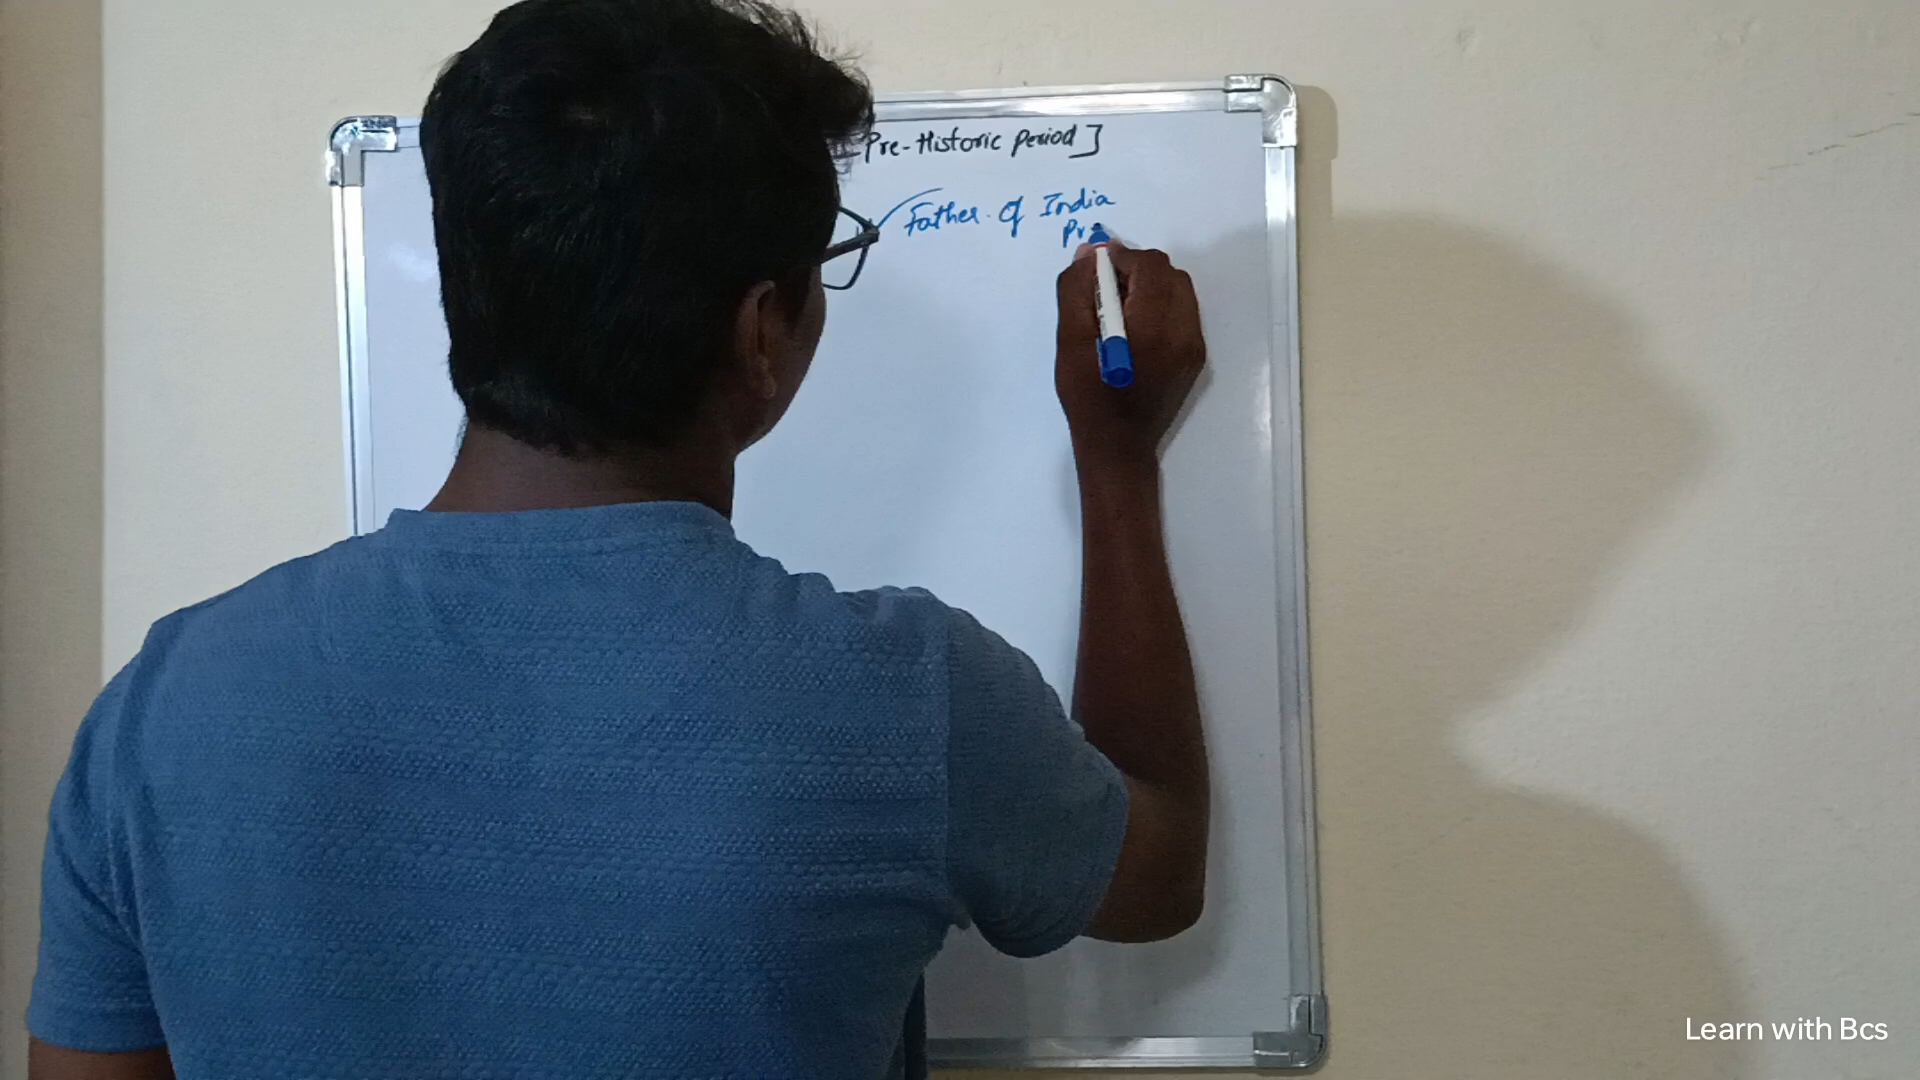 Pre-Historic Period]
Father of India
Pr
Learn with Bcs